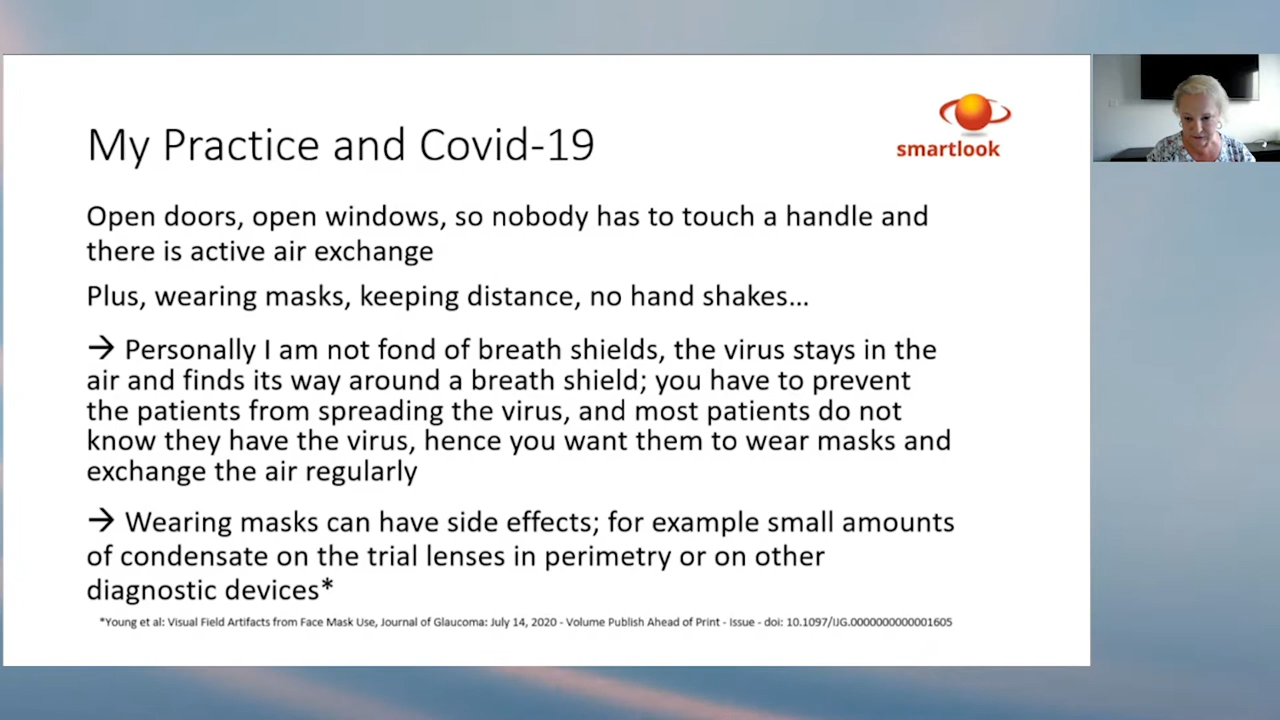 My Practice and Covid-19
smartlook
Open doors, open windows, so nobody has to touch a handle and
there is active air exchange
Plus, wearing masks, keeping distance, no hand shakes...
→ Personally I am not fond of breath shields, the virus stays in the
air and finds its way around a breath shield; you have to prevent
the patients from spreading the virus, and most patients do not
know they have the virus, hence you want them to wear masks and
exchange the air regularly
→ Wearing masks can have side effects; for example small amounts
of condensate on the trial lenses in perimetry or on other
diagnostic devices*
*Young et al: Visual Field Artifacts from Face Mask Use, Journal of Glaucoma: July 14, 2020 - Volume Publish Ahead of Print - Issue - doi: 10.1097/IJG.0000000000001605